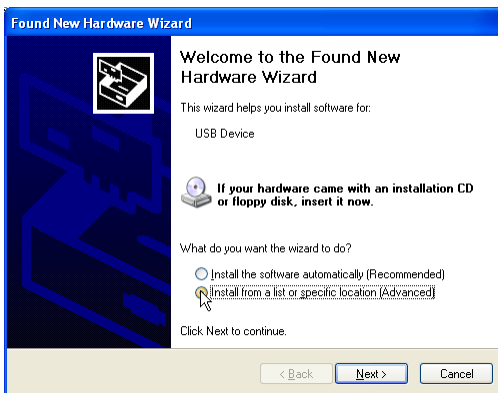 Found New Hardware Wizard
Welcome to the Found New
Hardware Wizard
This wizard helps you install software for:
USB Device
If your hardware came with an installation CD
or floppy disk, insert it now.
What do you want the wizard to do?
Install the software automatically (Recommended)
Install from a list or specific location (Advanced)
Click Next to continue.
< Back Next > Cancel